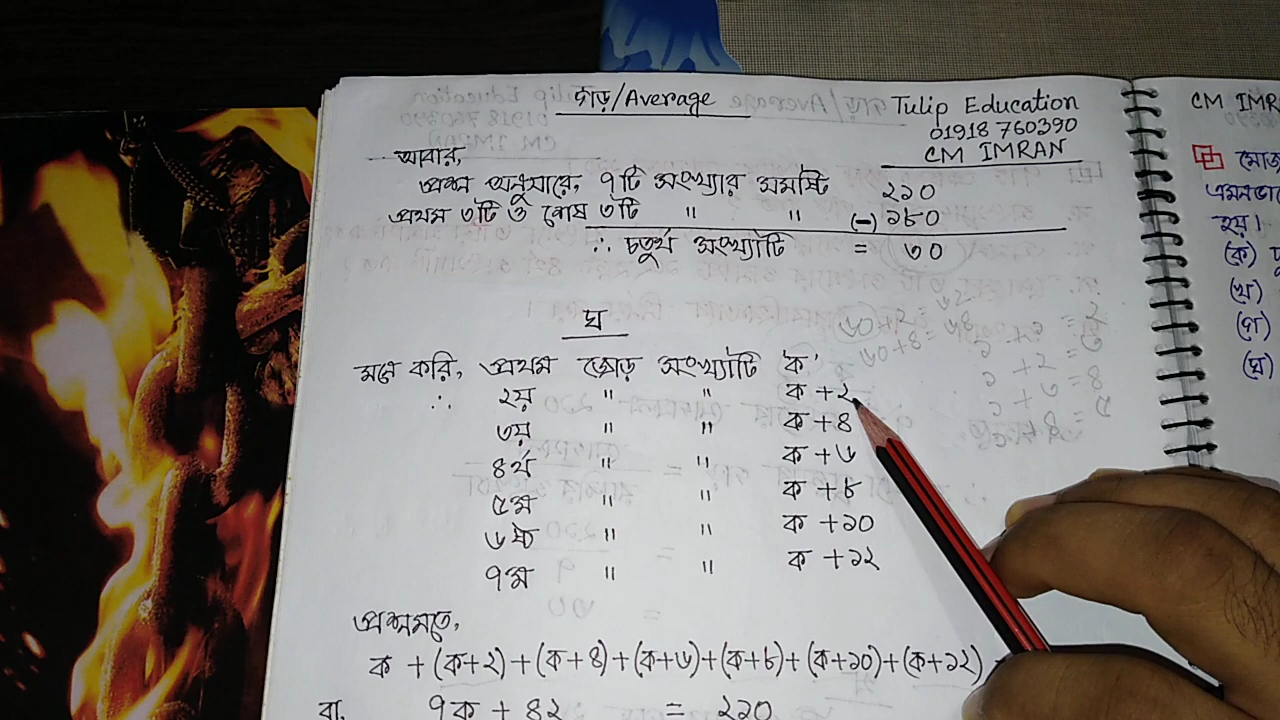 গড়/Average
Tulip Education
01918 760390
CM IMRAN
আবার,
প্রশ্ন অনুসারে, ৭টি সংখ্যার সমষ্টি ২১০
প্রথম ৩টি ও শেষ ৩টি " " (-) ১৮০
∴ চতুর্থ সংখ্যাটি = ৩০
ঘ
মনে করি, প্রথম জোড় সংখ্যাটি 'ক'
∴ ২য় " " ক + ২
৩য় " " ক + ৪
৪র্থ " " ক + ৬
৫ম " " ক + ৮
৬ষ্ঠ " " ক + ১০
৭ম " " ক + ১২
প্রশ্নমতে,
ক + (ক+২) + (ক+৪) + (ক+৬) + (ক+৮) + (ক+১০) + (ক+১২)
বা, ৭ক + ৪২ = ২১০
CM IMR
এমনভা
হয়।
(ক)
(খ)
(গ)
(ঘ)